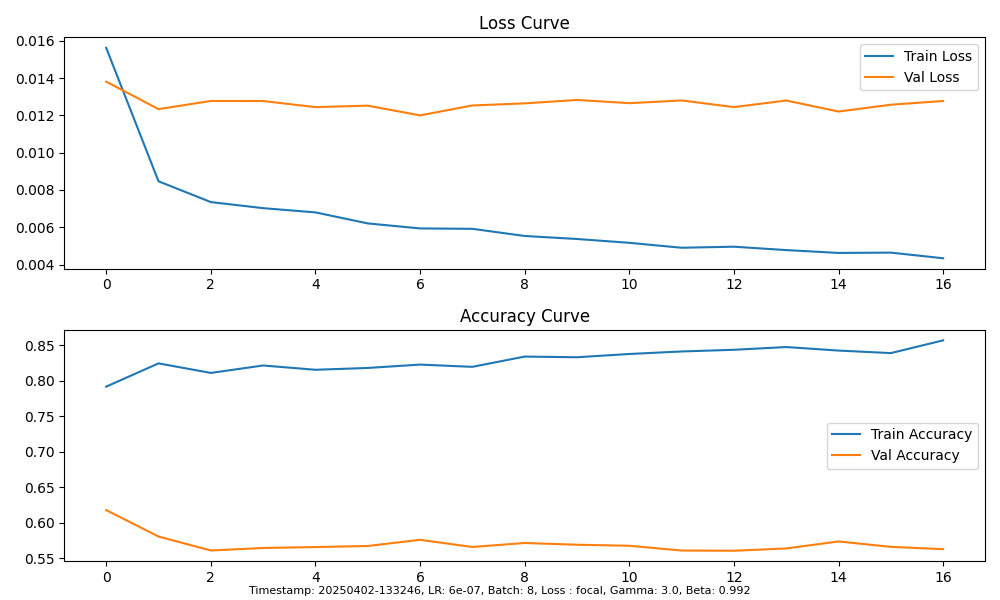 Loss Curve
0.016
0.014
0.012
0.010
0.008
0.006
0.004
Train Loss
Val Loss
0 2 4 6 8 10 12 14 16
Accuracy Curve
0.85
0.80
0.75
0.70
0.65
0.60
0.55
Train Accuracy
Val Accuracy
0 2 4 6 8 10 12 14 16
Timestamp: 20250402-133246, LR: 6e-07, Batch: 8, Loss : focal, Gamma: 3.0, Beta: 0.992